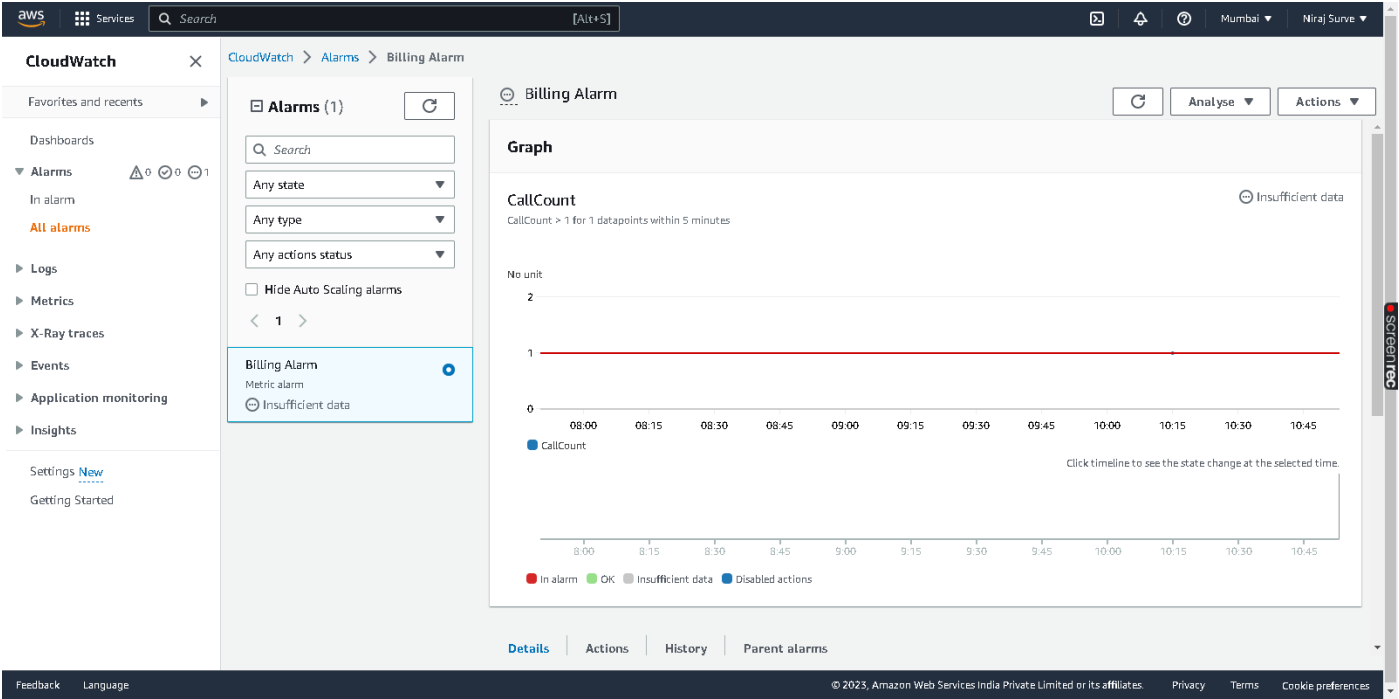 aws Services Search [Alt+S] Mumbai Niraj Surve
CloudWatch
Favorites and recents
Dashboards
Alarms 0 0 1
In alarm
All alarms
Logs
Metrics
X-Ray traces
Events
Application monitoring
Insights
Settings New
Getting Started
CloudWatch Alarms Billing Alarm
Alarms (1)
Search
Any state
Any type
Any actions status
Hide Auto Scaling alarms
1
Billing Alarm
Metric alarm
Insufficient data
Billing Alarm
Analyse Actions
Graph
CallCount
Insufficient data
CallCount > 1 for 1 datapoints within 5 minutes
No unit
2
1
0
08:00 08:15 08:30 08:45 09:00 09:15 09:30 09:45 10:00 10:15 10:30 10:45
CallCount
Click timeline to see the state change at the selected time.
8:00 8:15 8:30 8:45 9:00 9:15 9:30 9:45 10:00 10:15 10:30 10:45
In alarm OK Insufficient data Disabled actions
Details Actions History Parent alarms
screenrec
Feedback Language © 2023, Amazon Web Services India Private Limited or its affiliates. Privacy Terms Cookie preferences